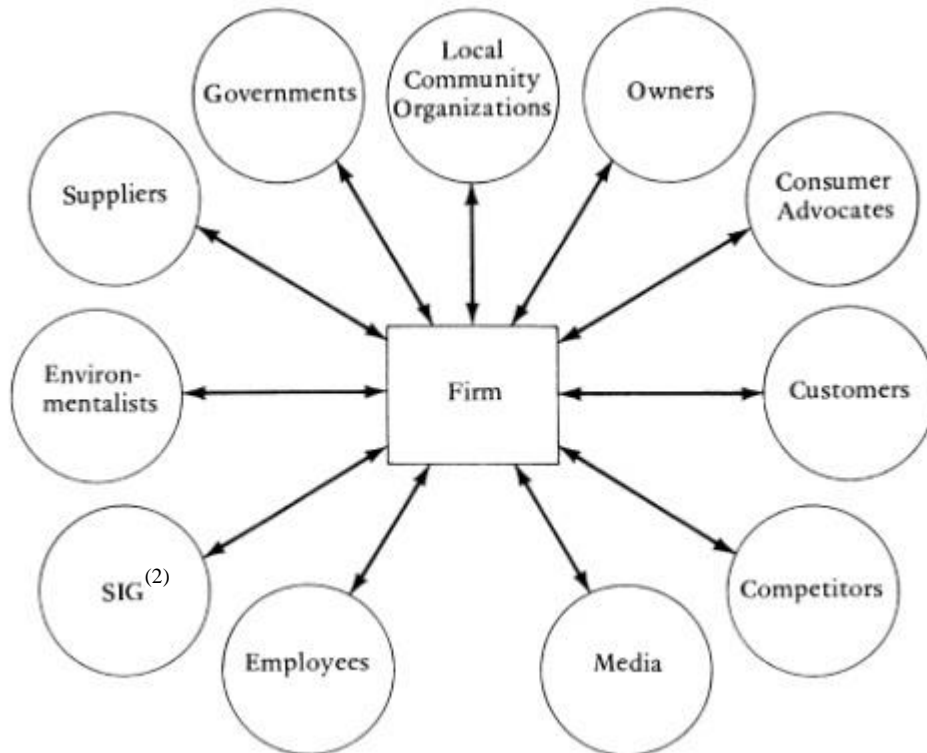 Governments
Local
Community
Organizations
Owners
Suppliers
Consumer
Advocates
Environ-
mentalists
Firm
Customers
SIG(2)
Competitors
Employees
Media